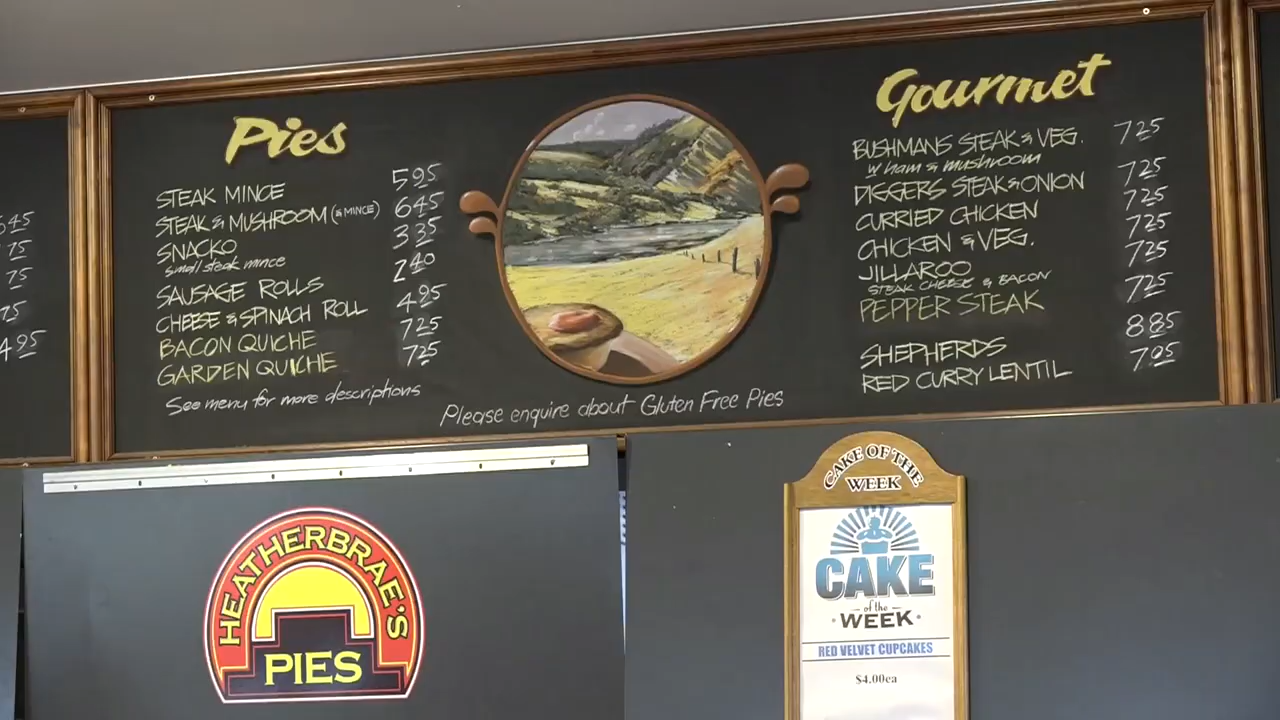 645
75
75
75
495
Pies
STEAK MINCE 595
STEAK & MUSHROOM (& MINCE) 645
SNACKO 335
small steak mince
SAUSAGE ROLLS 240
CHEESE & SPINACH ROLL 495
BACON QUICHE 725
GARDEN QUICHE 725
See menu for more descriptions
Please enquire about Gluten Free Pies
Gourmet
BUSHMANS STEAK & VEG. 725
w ham & mushroom
DIGGERS STEAK & ONION 725
CURRIED CHICKEN 725
CHICKEN & VEG. 725
JILLAROO 725
STEAK CHEESE & BACON
PEPPER STEAK 725
SHEPHERDS 885
RED CURRY LENTIL 795
HEATHERBRAE'S
PIES
CAKE OF THE
WEEK
CAKE
of the
WEEK
RED VELVET CUPCAKES
$4.00ea